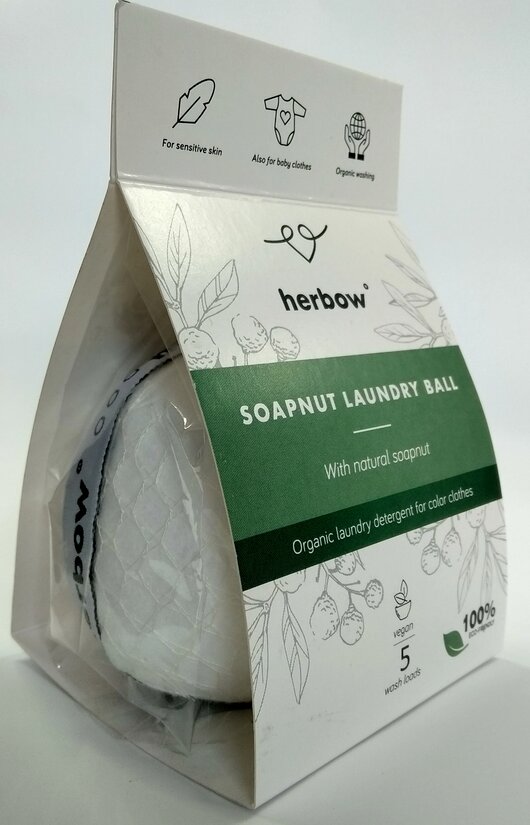 For sensitive skin
Also for baby clothes
Organic washing
herbow°
SOAPNUT LAUNDRY BALL
With natural soapnut
Organic laundry detergent for color clothes
vegan
5
wash loads
100%
bow°